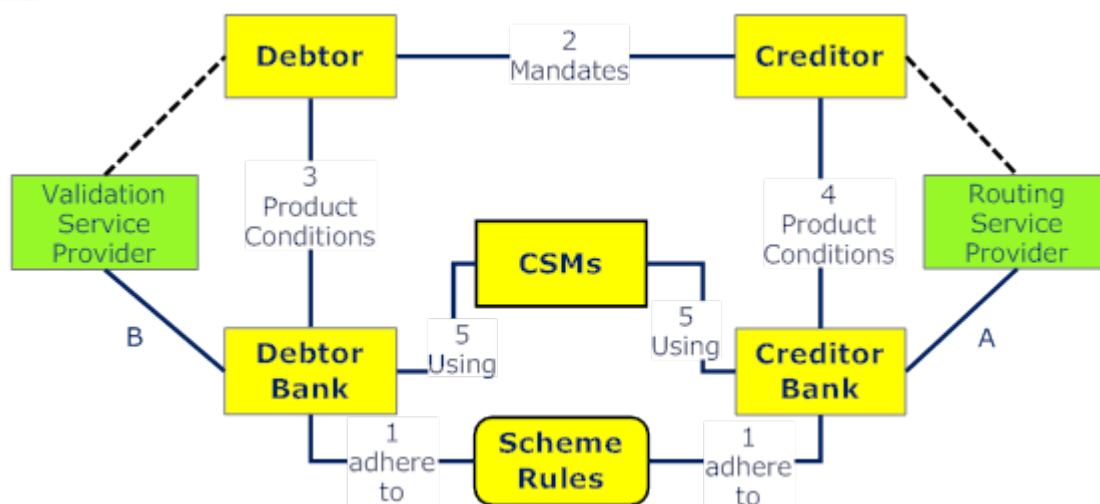 Debtor
2
Mandates
Creditor
Validation
Service
Provider
3
Product
Conditions
CSMs
4
Product
Conditions
Routing
Service
Provider
B
5
Using
5
Using
A
Debtor
Bank
Creditor
Bank
1
adhere
to
Scheme
Rules
1
adhere
to